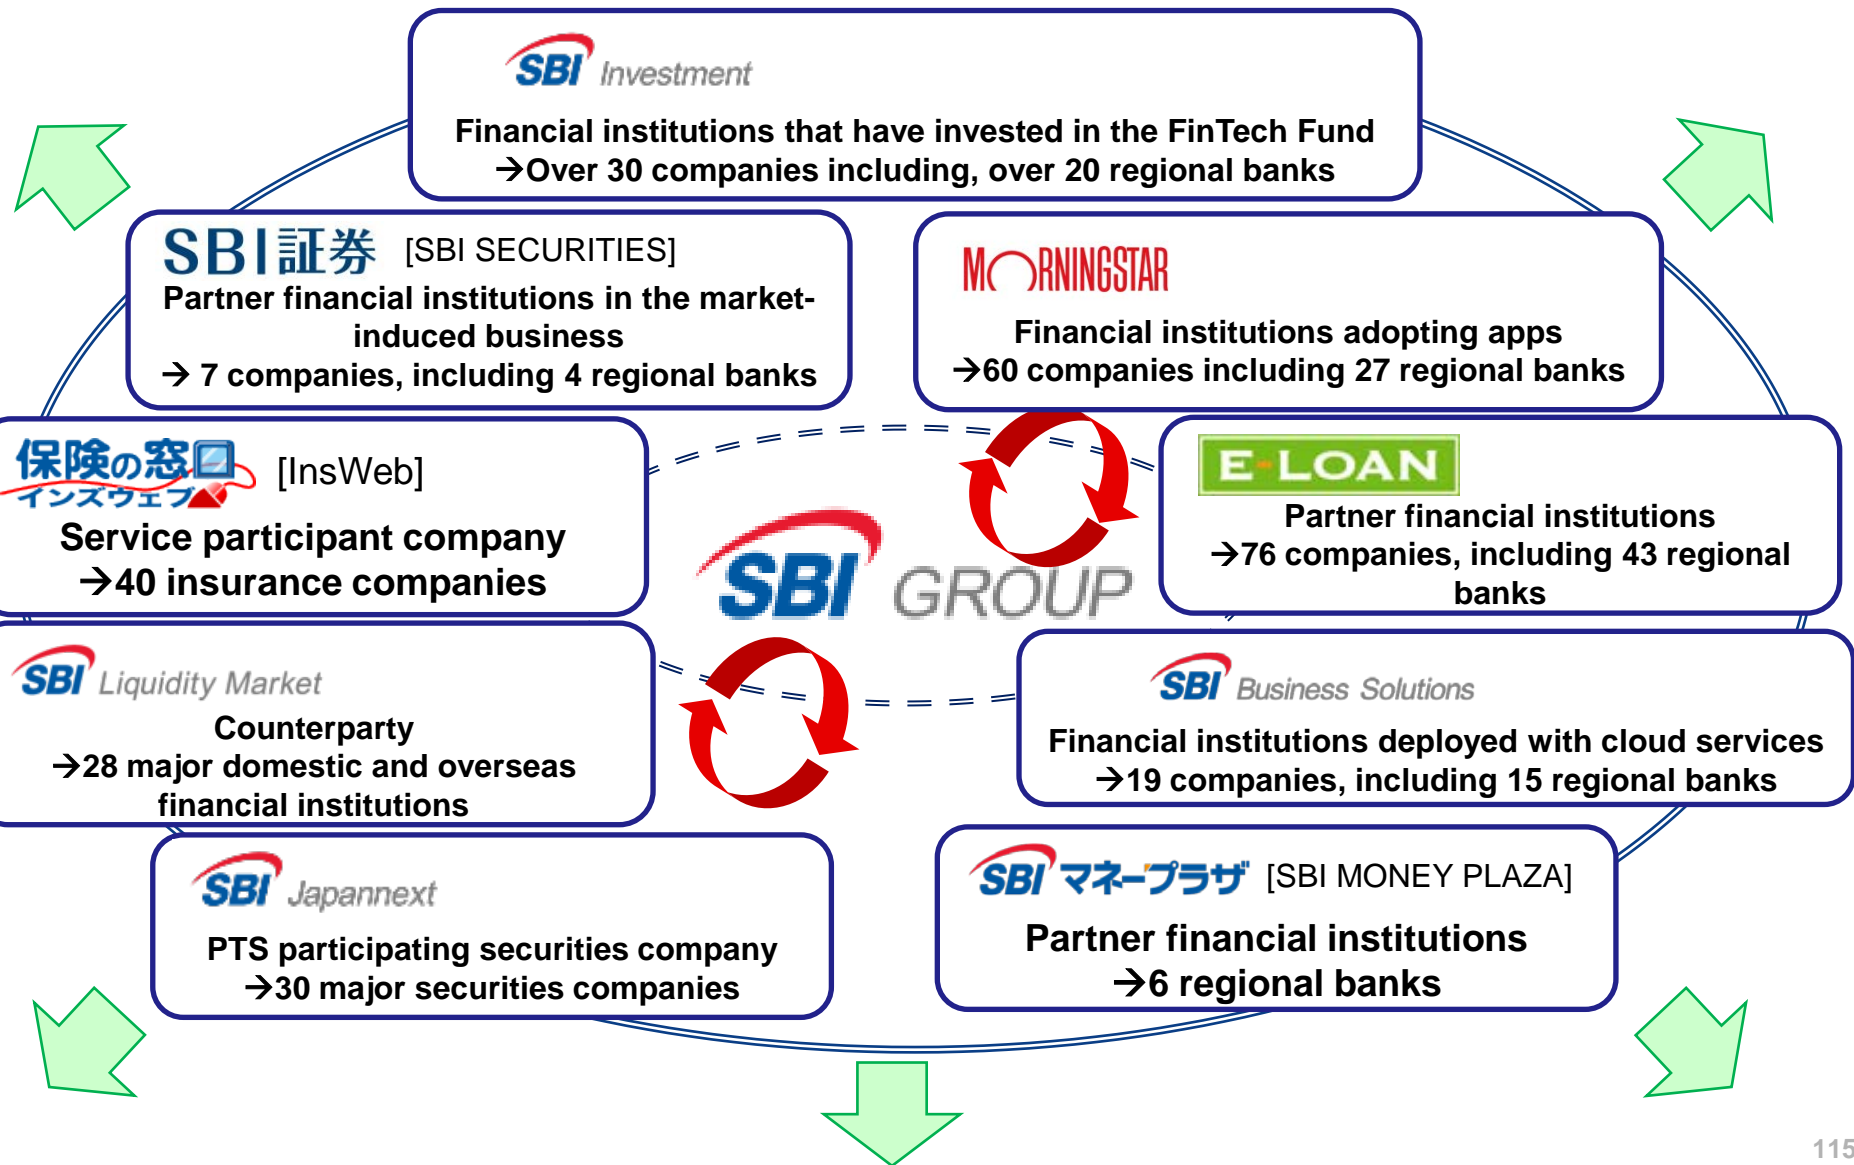 SBI Investment
Financial institutions that have invested in the FinTech Fund
→Over 30 companies including, over 20 regional banks
SBI証券 [SBI SECURITIES]
Partner financial institutions in the market-
induced business
→ 7 companies, including 4 regional banks
MORNINGSTAR
Financial institutions adopting apps
→60 companies including 27 regional banks
保険の窓口
インズウェブ
[InsWeb]
Service participant company
→40 insurance companies
E-LOAN
Partner financial institutions
→76 companies, including 43 regional
banks
SBI GROUP
SBI Liquidity Market
Counterparty
→28 major domestic and overseas
financial institutions
SBI Business Solutions
Financial institutions deployed with cloud services
→19 companies, including 15 regional banks
SBI Japannext
PTS participating securities company
→30 major securities companies
SBI マネープラザ [SBI MONEY PLAZA]
Partner financial institutions
→6 regional banks
115